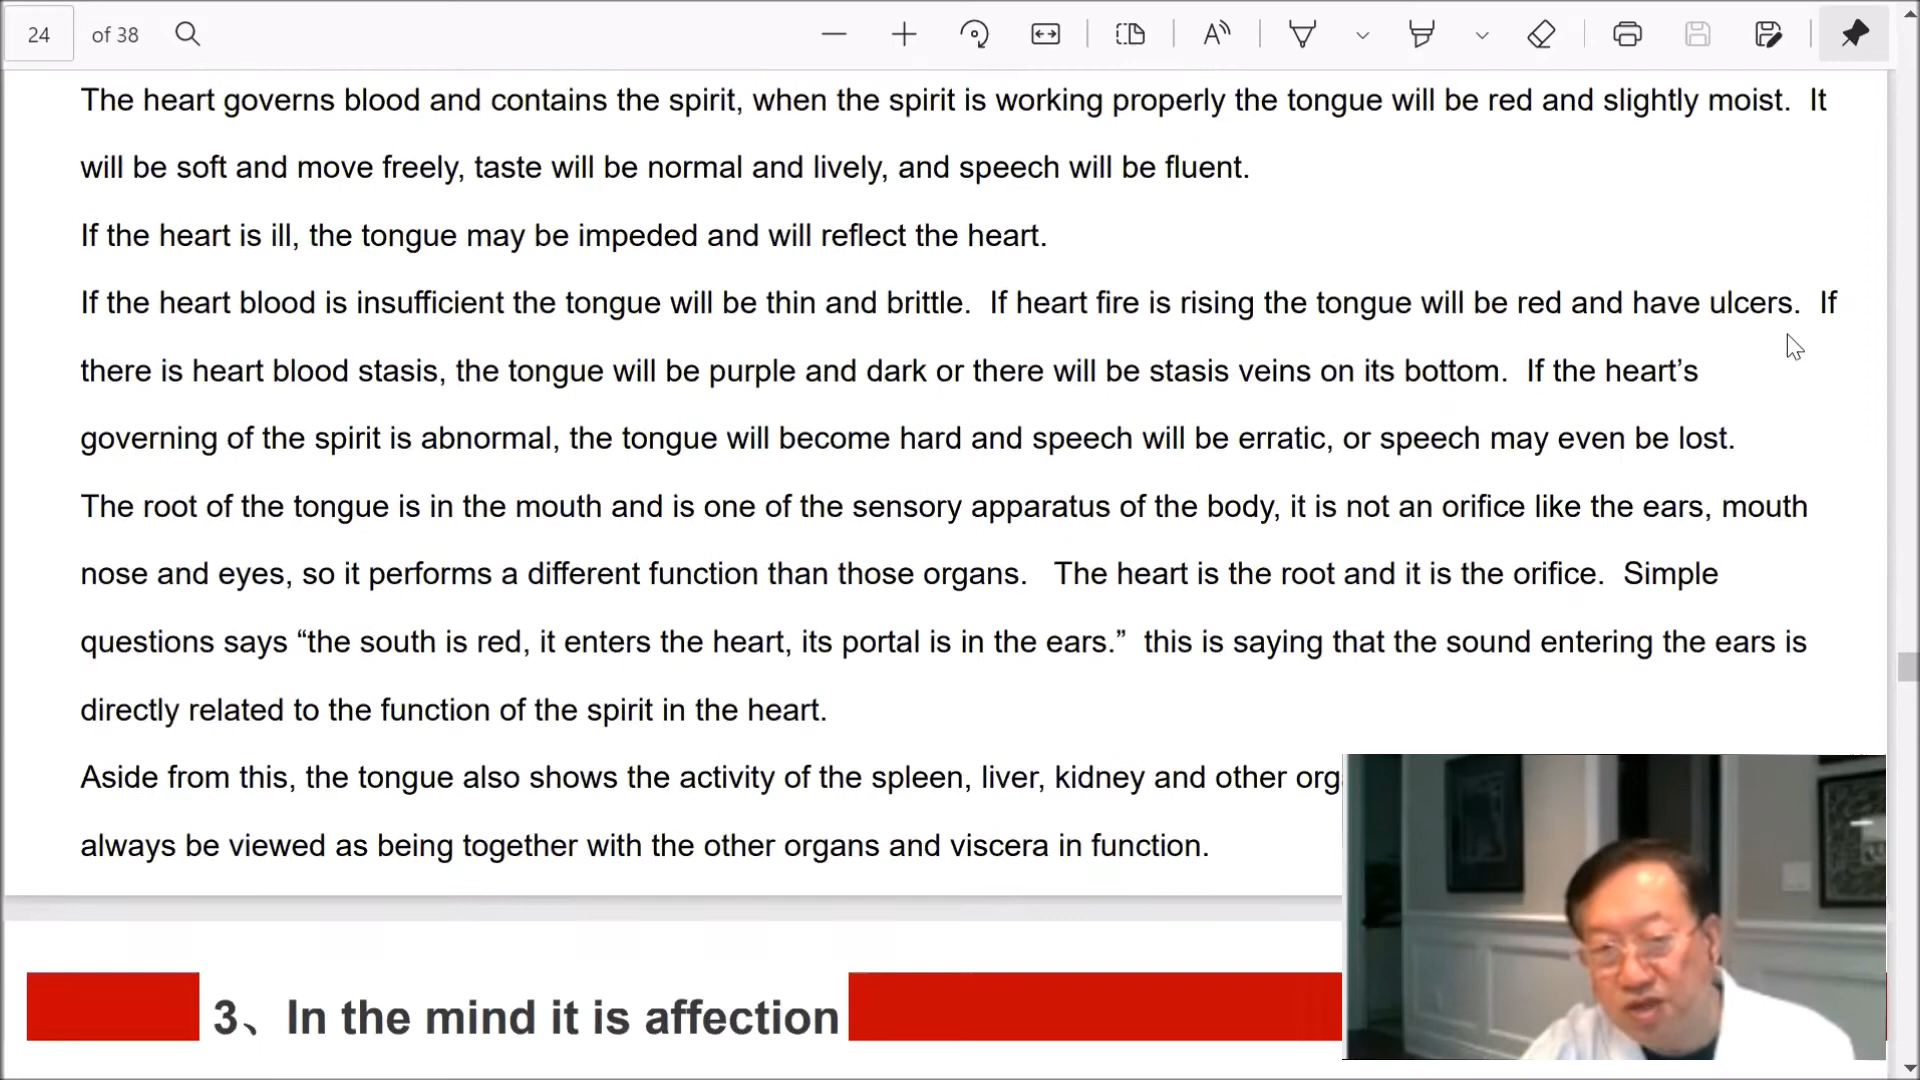 24 of 38
The heart governs blood and contains the spirit, when the spirit is working properly the tongue will be red and slightly moist.  It
will be soft and move freely, taste will be normal and lively, and speech will be fluent.
If the heart is ill, the tongue may be impeded and will reflect the heart.
If the heart blood is insufficient the tongue will be thin and brittle.  If heart fire is rising the tongue will be red and have ulcers.  If
there is heart blood stasis, the tongue will be purple and dark or there will be stasis veins on its bottom.  If the heart’s
governing of the spirit is abnormal, the tongue will become hard and speech will be erratic, or speech may even be lost.
The root of the tongue is in the mouth and is one of the sensory apparatus of the body, it is not an orifice like the ears, mouth
nose and eyes, so it performs a different function than those organs.   The heart is the root and it is the orifice.  Simple
questions says “the south is red, it enters the heart, its portal is in the ears.”  this is saying that the sound entering the ears is
directly related to the function of the spirit in the heart.
Aside from this, the tongue also shows the activity of the spleen, liver, kidney and other
always be viewed as being together with the other organs and viscera in function.
3、In the mind it is affection